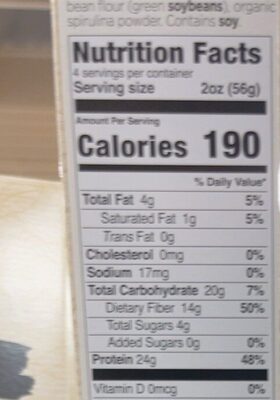 bean flour (green soybeans), organic
spirulina powder. Contains soy.
Nutrition Facts
4 servings per container
Serving size 2oz (56g)
Amount Per Serving
Calories 190
% Daily Value*
Total Fat 4g 5%
Saturated Fat 1g 5%
Trans Fat 0g
Cholesterol 0mg 0%
Sodium 17mg 0%
Total Carbohydrate 20g 7%
Dietary Fiber 14g 50%
Total Sugars 4g
Added Sugars 0g 0%
Protein 24g 48%
Vitamin D 0mcg 0%